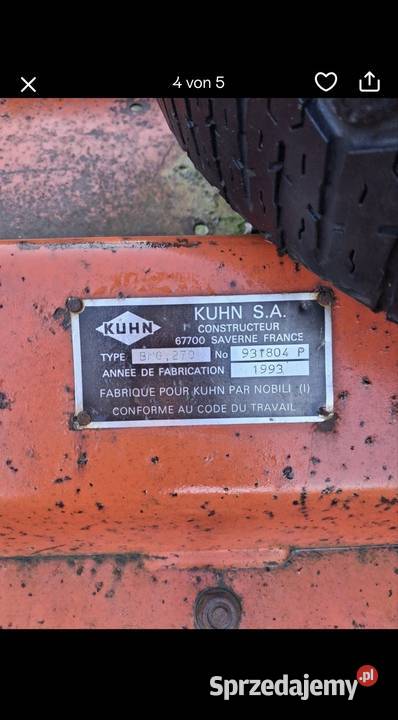 4 von 5
KUHN
KUHN S.A.
CONSTRUCTEUR
67700 SAVERNE FRANCE
TYPE No 931804 P
ANNEE DE FABRICATION 1993
FABRIQUE POUR KUHN PAR NOBILI (I)
CONFORME AU CODE DU TRAVAIL
Sprzedajemy.pl